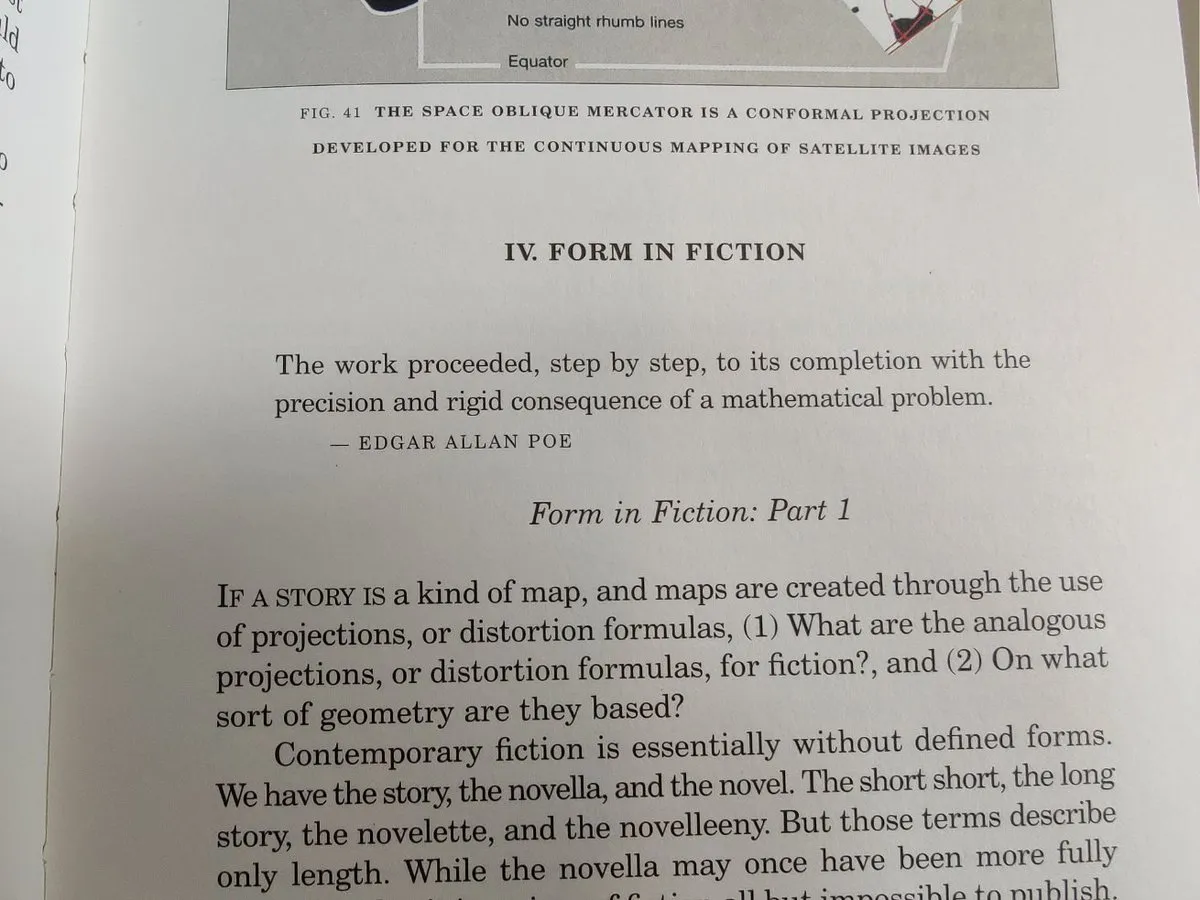 ld
to
No straight rhumb lines
Equator
FIG. 41 THE SPACE OBLIQUE MERCATOR IS A CONFORMAL PROJECTION
DEVELOPED FOR THE CONTINUOUS MAPPING OF SATELLITE IMAGES
IV. FORM IN FICTION
The work proceeded, step by step, to its completion with the
precision and rigid consequence of a mathematical problem.
— EDGAR ALLAN POE
Form in Fiction: Part 1
IF A STORY IS a kind of map, and maps are created through the use
of projections, or distortion formulas, (1) What are the analogous
projections, or distortion formulas, for fiction?, and (2) On what
sort of geometry are they based?
Contemporary fiction is essentially without defined forms.
We have the story, the novella, and the novel. The short short, the long
story, the novelette, and the novelleeny. But those terms describe
only length. While the novella may once have been more fully
all but impossible to publish.